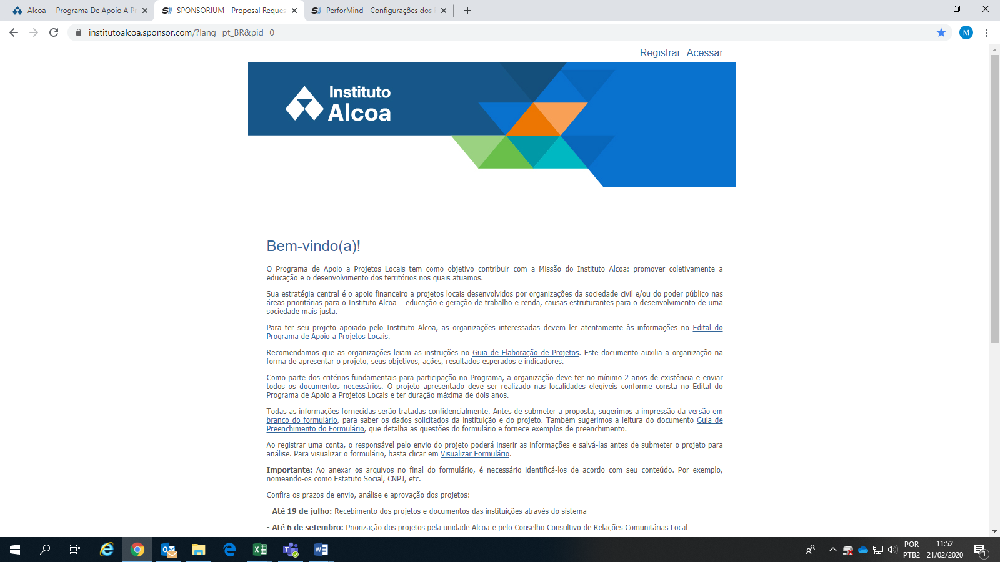 Alcoa -- Programa De Apoio A Pr
SPONSORIUM - Proposal Reques
PerforMind - Configurações dos
institutoalcoa.sponsor.com/?lang=pt_BR&pid=0
M
Registrar Acessar
Instituto
Alcoa
Bem-vindo(a)!
O Programa de Apoio a Projetos Locais tem como objetivo contribuir com a Missão do Instituto Alcoa: promover coletivamente a
educação e o desenvolvimento dos territórios nos quais atuamos.
Sua estratégia central é o apoio financeiro a projetos locais desenvolvidos por organizações da sociedade civil e/ou do poder público nas
áreas prioritárias para o Instituto Alcoa – educação e geração de trabalho e renda, causas estruturantes para o desenvolvimento de uma
sociedade mais justa.
Para ter seu projeto apoiado pelo Instituto Alcoa, as organizações interessadas devem ler atentamente às informações no Edital do
Programa de Apoio a Projetos Locais.
Recomendamos que as organizações leiam as instruções no Guia de Elaboração de Projetos. Este documento auxilia a organização na
forma de apresentar o projeto, seus objetivos, ações, resultados esperados e indicadores.
Como parte dos critérios fundamentais para participação no Programa, a organização deve ter no mínimo 2 anos de existência e enviar
todos os documentos necessários. O projeto apresentado deve ser realizado nas localidades elegíveis conforme consta no Edital do
Programa de Apoio a Projetos Locais e ter duração máxima de dois anos.
Todas as informações fornecidas serão tratadas confidencialmente. Antes de submeter a proposta, sugerimos a impressão da versão em
branco do formulário, para saber os dados solicitados da instituição e do projeto. Também sugerimos a leitura do documento Guia de
Preenchimento do Formulário, que detalha as questões do formulário e fornece exemplos de preenchimento.
Ao registrar uma conta, o responsável pelo envio do projeto poderá inserir as informações e salvá-las antes de submeter o projeto para
análise. Para visualizar o formulário, basta clicar em Visualizar Formulário.
Importante: Ao anexar os arquivos no final do formulário, é necessário identificá-los de acordo com seu conteúdo. Por exemplo,
nomeando-os como Estatuto Social, CNPJ, etc.
Confira os prazos de envio, análise e aprovação dos projetos:
- Até 19 de julho: Recebimento dos projetos e documentos das instituições através do sistema
- Até 6 de setembro: Priorização dos projetos pela unidade Alcoa e pelo Conselho Consultivo de Relações Comunitárias Local
POR
PTB2
11:52
21/02/2020
1